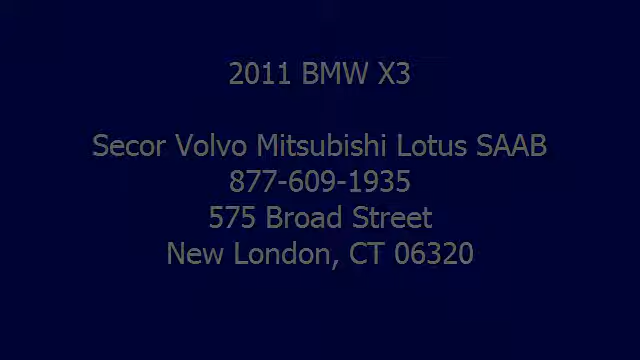 2011 BMW X3
Secor Volvo Mitsubishi Lotus SAAB
877-609-1935
575 Broad Street
New London, CT 06320